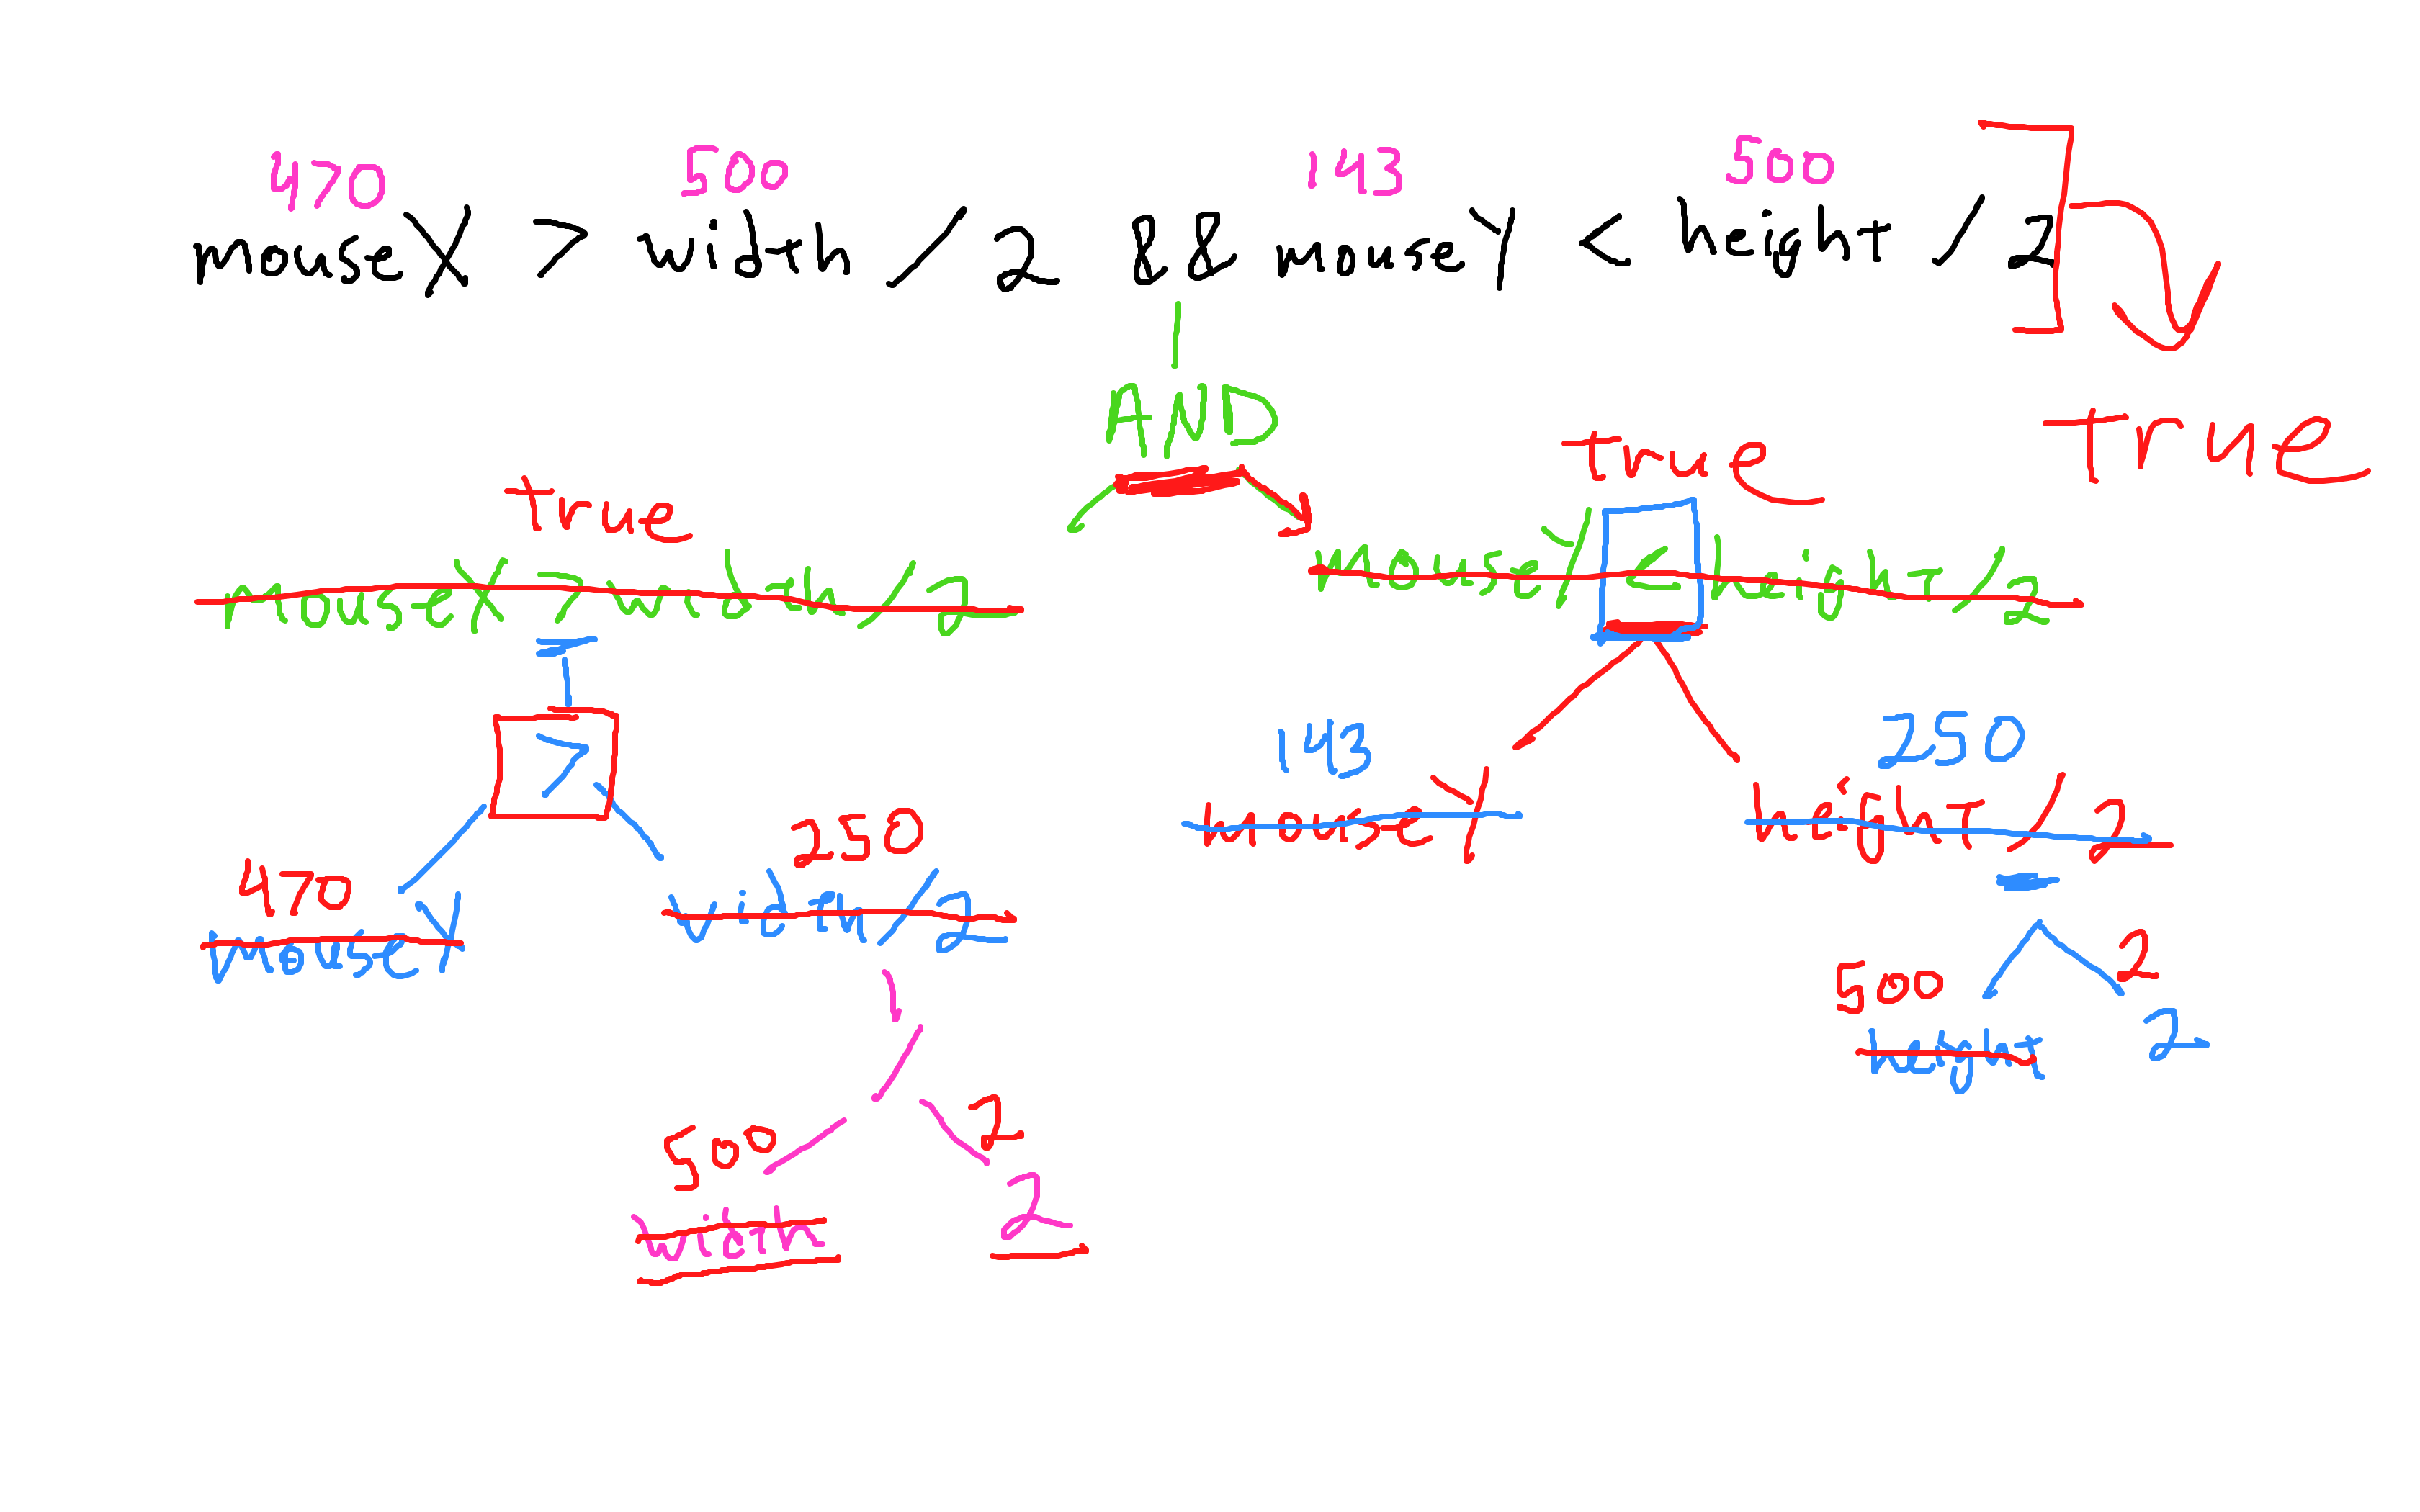 470 500 143 500
mouseX > width / 2 && mouseY < height / 2
AND
true true true
mouseX > width / 2 mouseY < height / 2
>
143 250
mouseY height / 2
470 250
mouseX width / 2
500 2
height 2
/
500 2
width 2